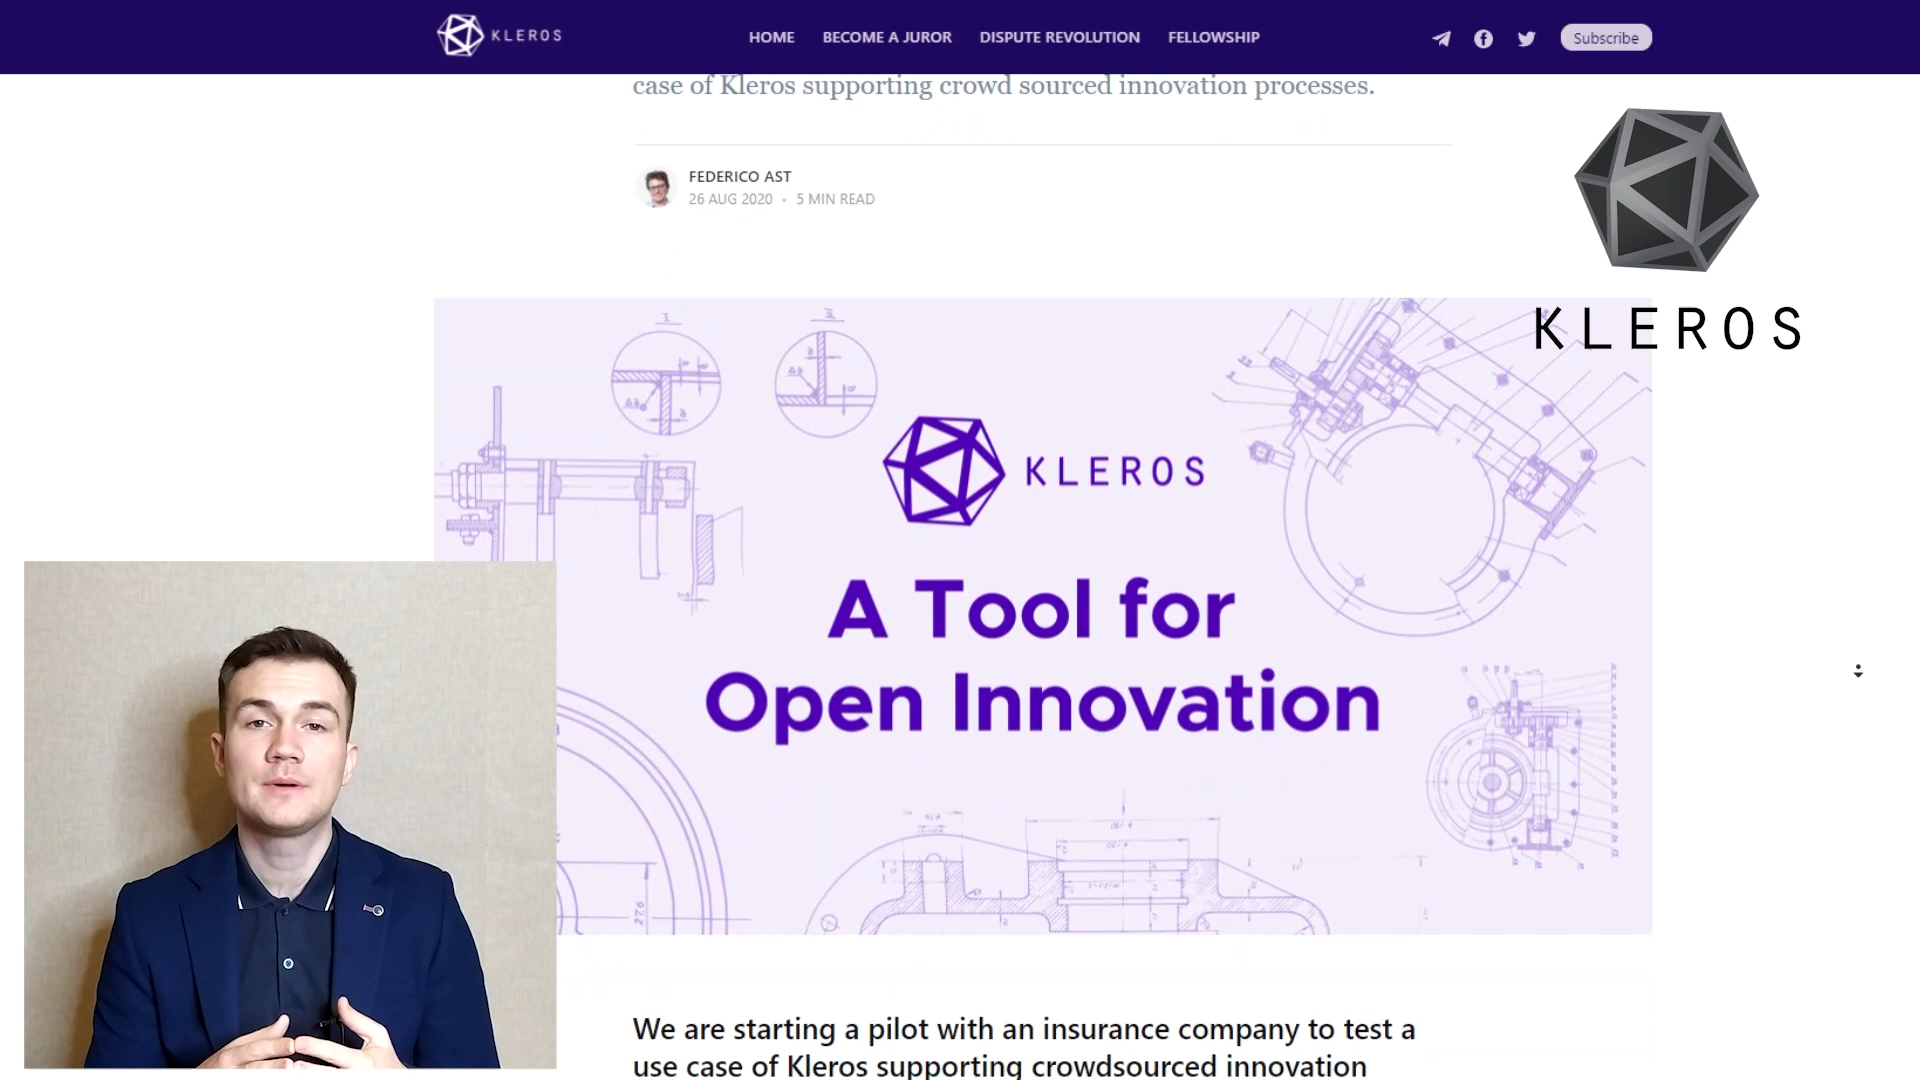 KLEROS
HOME
BECOME A JUROR
DISPUTE REVOLUTION
FELLOWSHIP
Subscribe
case of Kleros supporting crowd sourced innovation processes.
FEDERICO AST
26 AUG 2020 • 5 MIN READ
KLEROS
KLEROS
A Tool for
Open Innovation
We are starting a pilot with an insurance company to test a
use case of Kleros supporting crowdsourced innovation